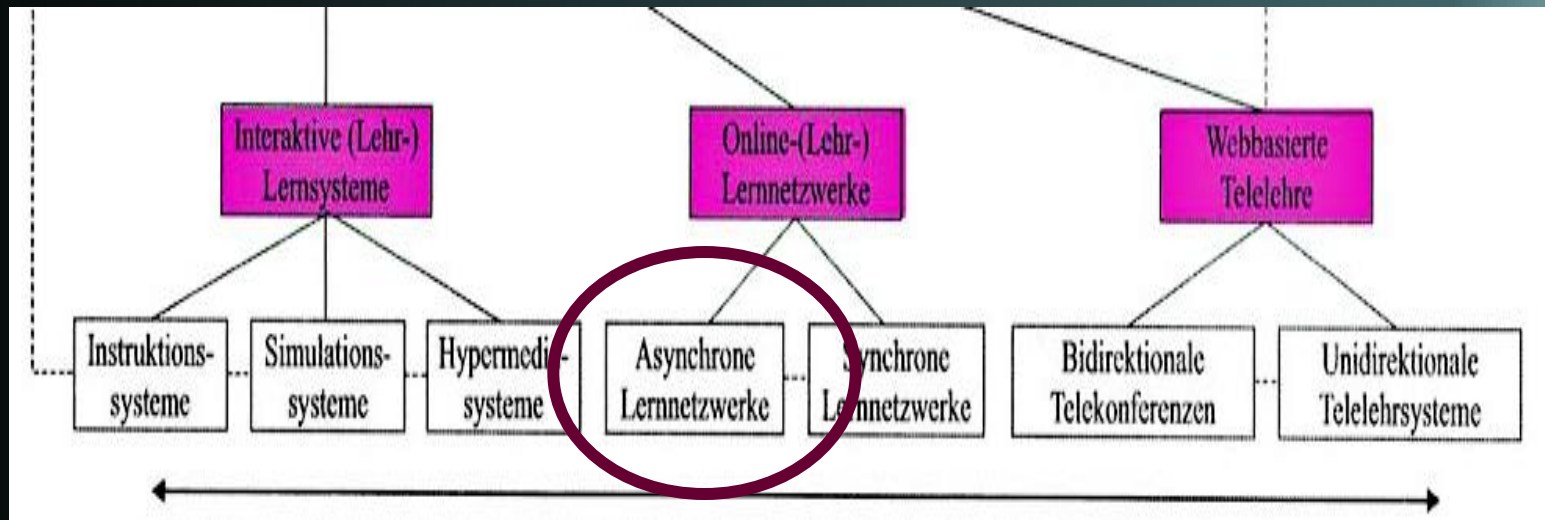 Interaktive (Lehr-)
Lernsysteme
Online-(Lehr-)
Lernnetzwerke
Webbasierte
Telelehre
Instruktions-
systeme
Simulations-
systeme
Hypermedia-
systeme
Asynchrone
Lernnetzwerke
Synchrone
Lernnetzwerke
Bidirektionale
Telekonferenzen
Unidirektionale
Telelehrsysteme